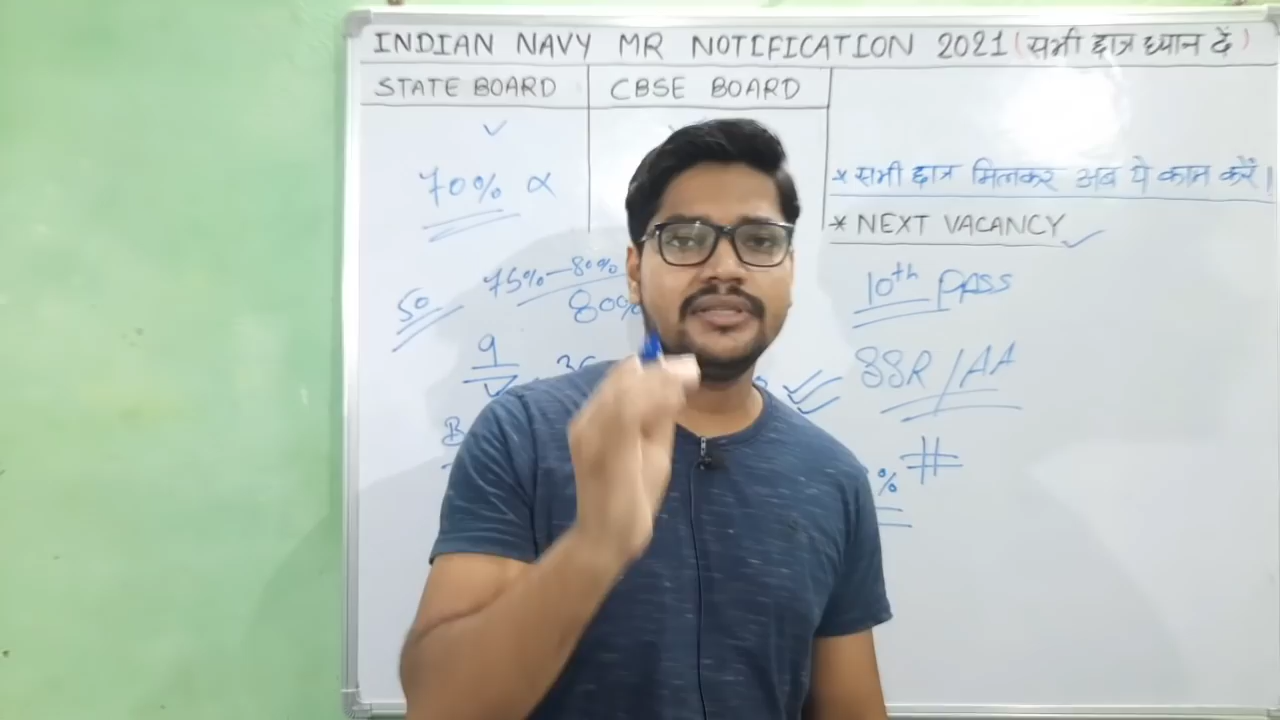 INDIAN NAVY MR NOTIFICATION 2021 (सभी छात्र ध्यान दें)
STATE BOARD
CBSE BOARD
70% α
75%—80%
80%
50
9
* सभी छात्र मिलकर अब ये काम करें।
* NEXT VACANCY
10th PASS
SSR/AA
% #